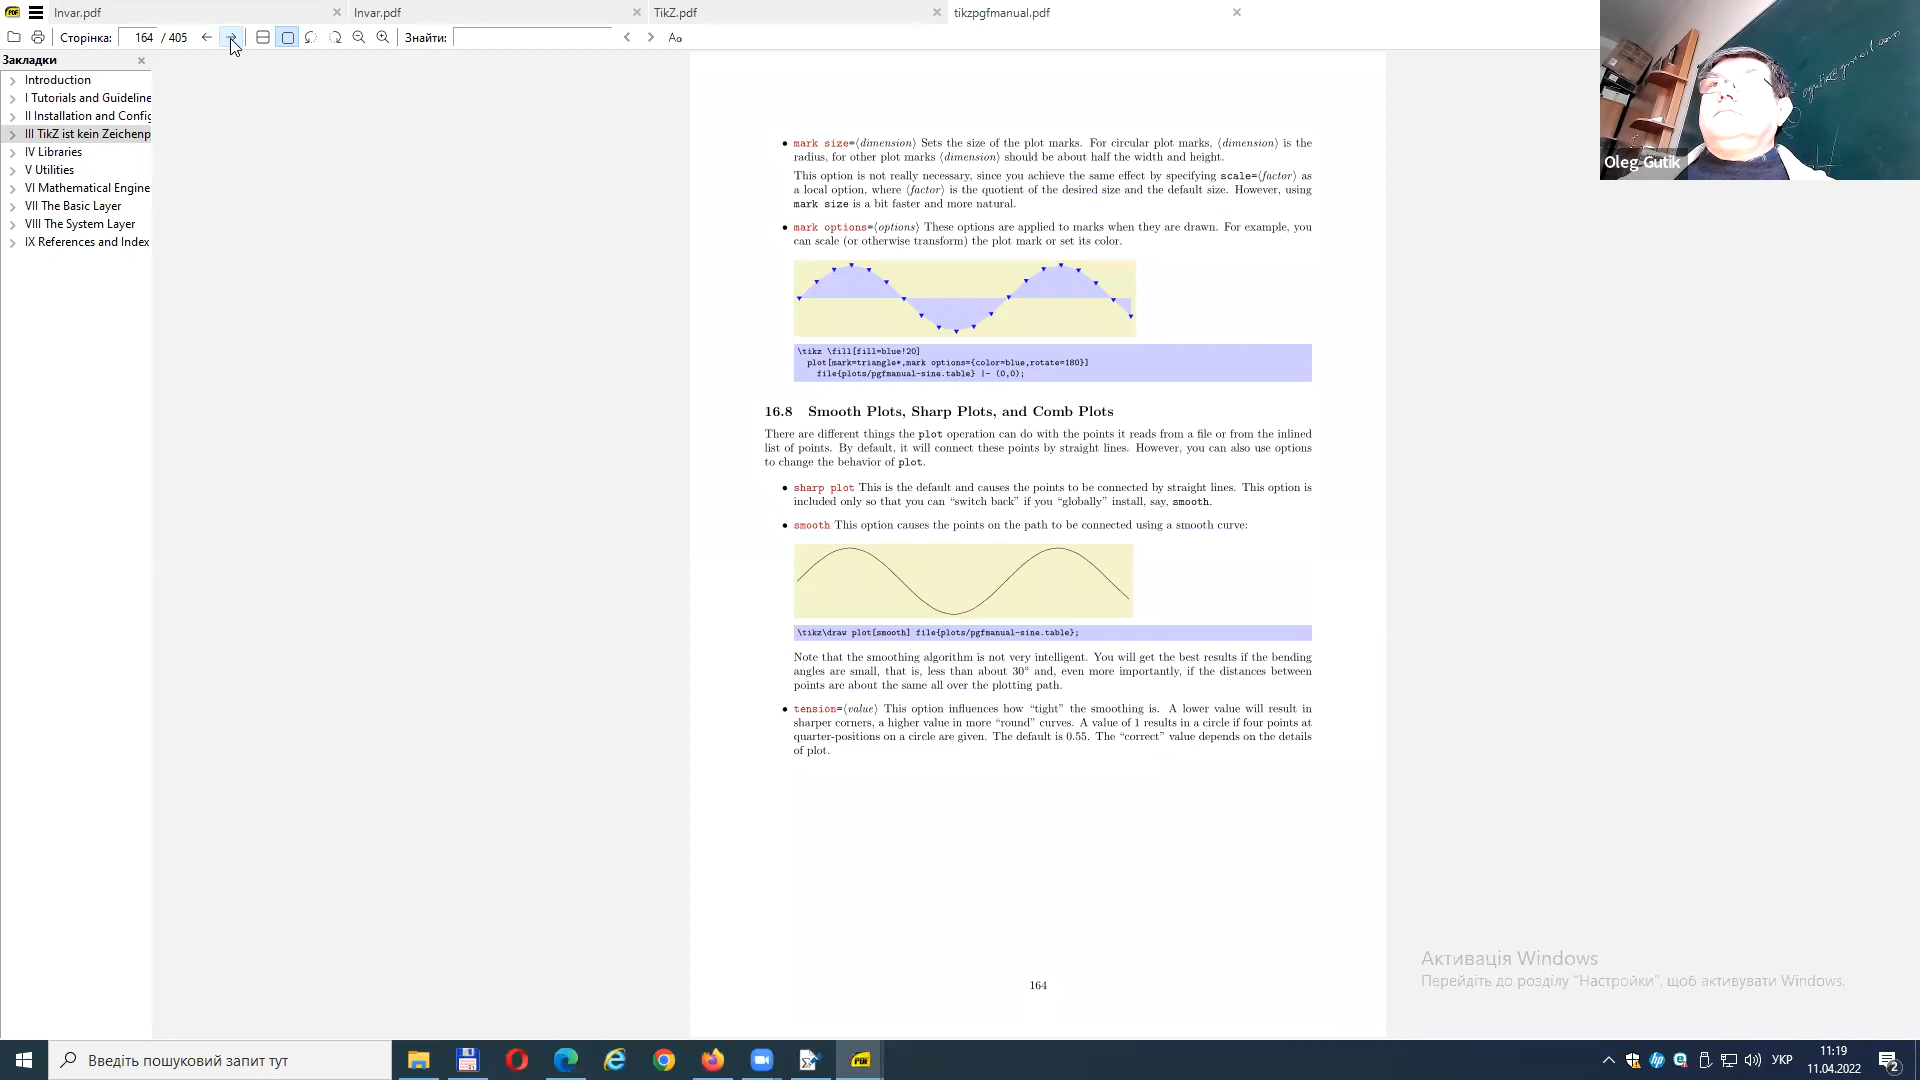 Invar.pdf
Invar.pdf
TikZ.pdf
tikzpgfmanual.pdf
Сторінка: 164 / 405
Знайти:
Закладки
Introduction
I Tutorials and Guideline
II Installation and Config
III TikZ ist kein Zeichenp
IV Libraries
V Utilities
VI Mathematical Engine
VII The Basic Layer
VIII The System Layer
IX References and Index
• mark size=⟨dimension⟩ Sets the size of the plot marks. For circular plot marks, ⟨dimension⟩ is the
radius, for other plot marks ⟨dimension⟩ should be about half the width and height.
This option is not really necessary, since you achieve the same effect by specifying scale=⟨factor⟩ as
a local option, where ⟨factor⟩ is the quotient of the desired size and the default size. However, using
mark size is a bit faster and more natural.
• mark options=⟨options⟩ These options are applied to marks when they are drawn. For example, you
can scale (or otherwise transform) the plot mark or set its color.
\tikz \fill[fill=blue!20]
plot[mark=triangle*,mark options={color=blue,rotate=180}]
file{plots/pgfmanual-sine.table} |- (0,0);
16.8 Smooth Plots, Sharp Plots, and Comb Plots
There are different things the plot operation can do with the points it reads from a file or from the inlined
list of points. By default, it will connect these points by straight lines. However, you can also use options
to change the behavior of plot.
• sharp plot This is the default and causes the points to be connected by straight lines. This option is
included only so that you can “switch back” if you “globally” install, say, smooth.
• smooth This option causes the points on the path to be connected using a smooth curve:
\tikz\draw plot[smooth] file{plots/pgfmanual-sine.table};
Note that the smoothing algorithm is not very intelligent. You will get the best results if the bending
angles are small, that is, less than about 30° and, even more importantly, if the distances between
points are about the same all over the plotting path.
• tension=⟨value⟩ This option influences how “tight” the smoothing is. A lower value will result in
sharper corners, a higher value in more “round” curves. A value of 1 results in a circle if four points at
quarter-positions on a circle are given. The default is 0.55. The “correct” value depends on the details
of plot.
164
Oleg Gutik
Активація Windows
Перейдіть до розділу "Настройки", щоб активувати Windows.
Введіть пошуковий запит тут
УКР
11:19
11.04.2022
2